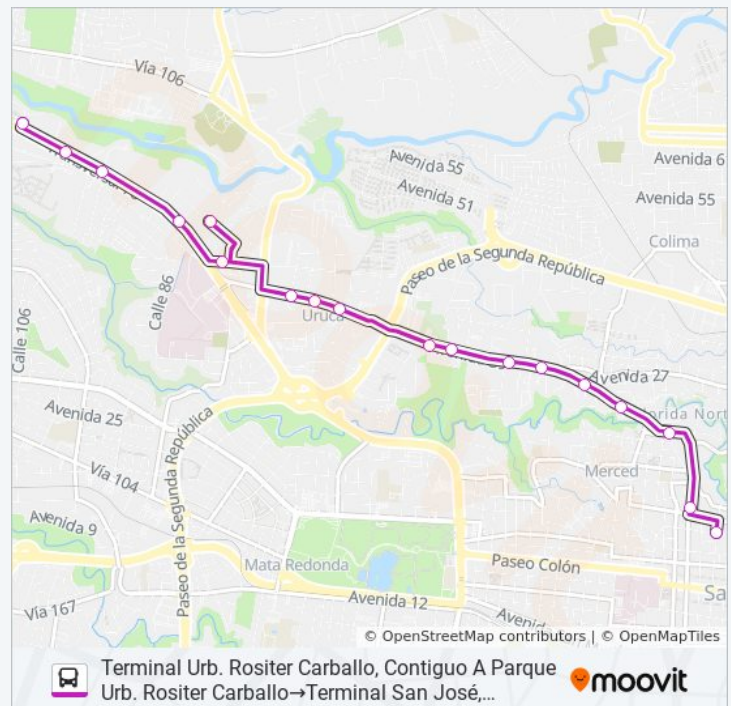 Vía 106
Avenida 55
Avenida 51
Avenida 6
Avenida 55
Colima
Paseo de la Segunda República
Calle 86
Calle 106
Uruca
Avenida 27
Avenida 25
Merced
Vía 104
Paseo de la Segunda República
Avenida 9
Mata Redonda
Paseo Colón
Sa
Avenida 12
Vía 167
© OpenStreetMap contributors | © OpenMapTiles
Terminal Urb. Rositer Carballo, Contiguo A Parque
Urb. Rositer Carballo→Terminal San José,...
moovit